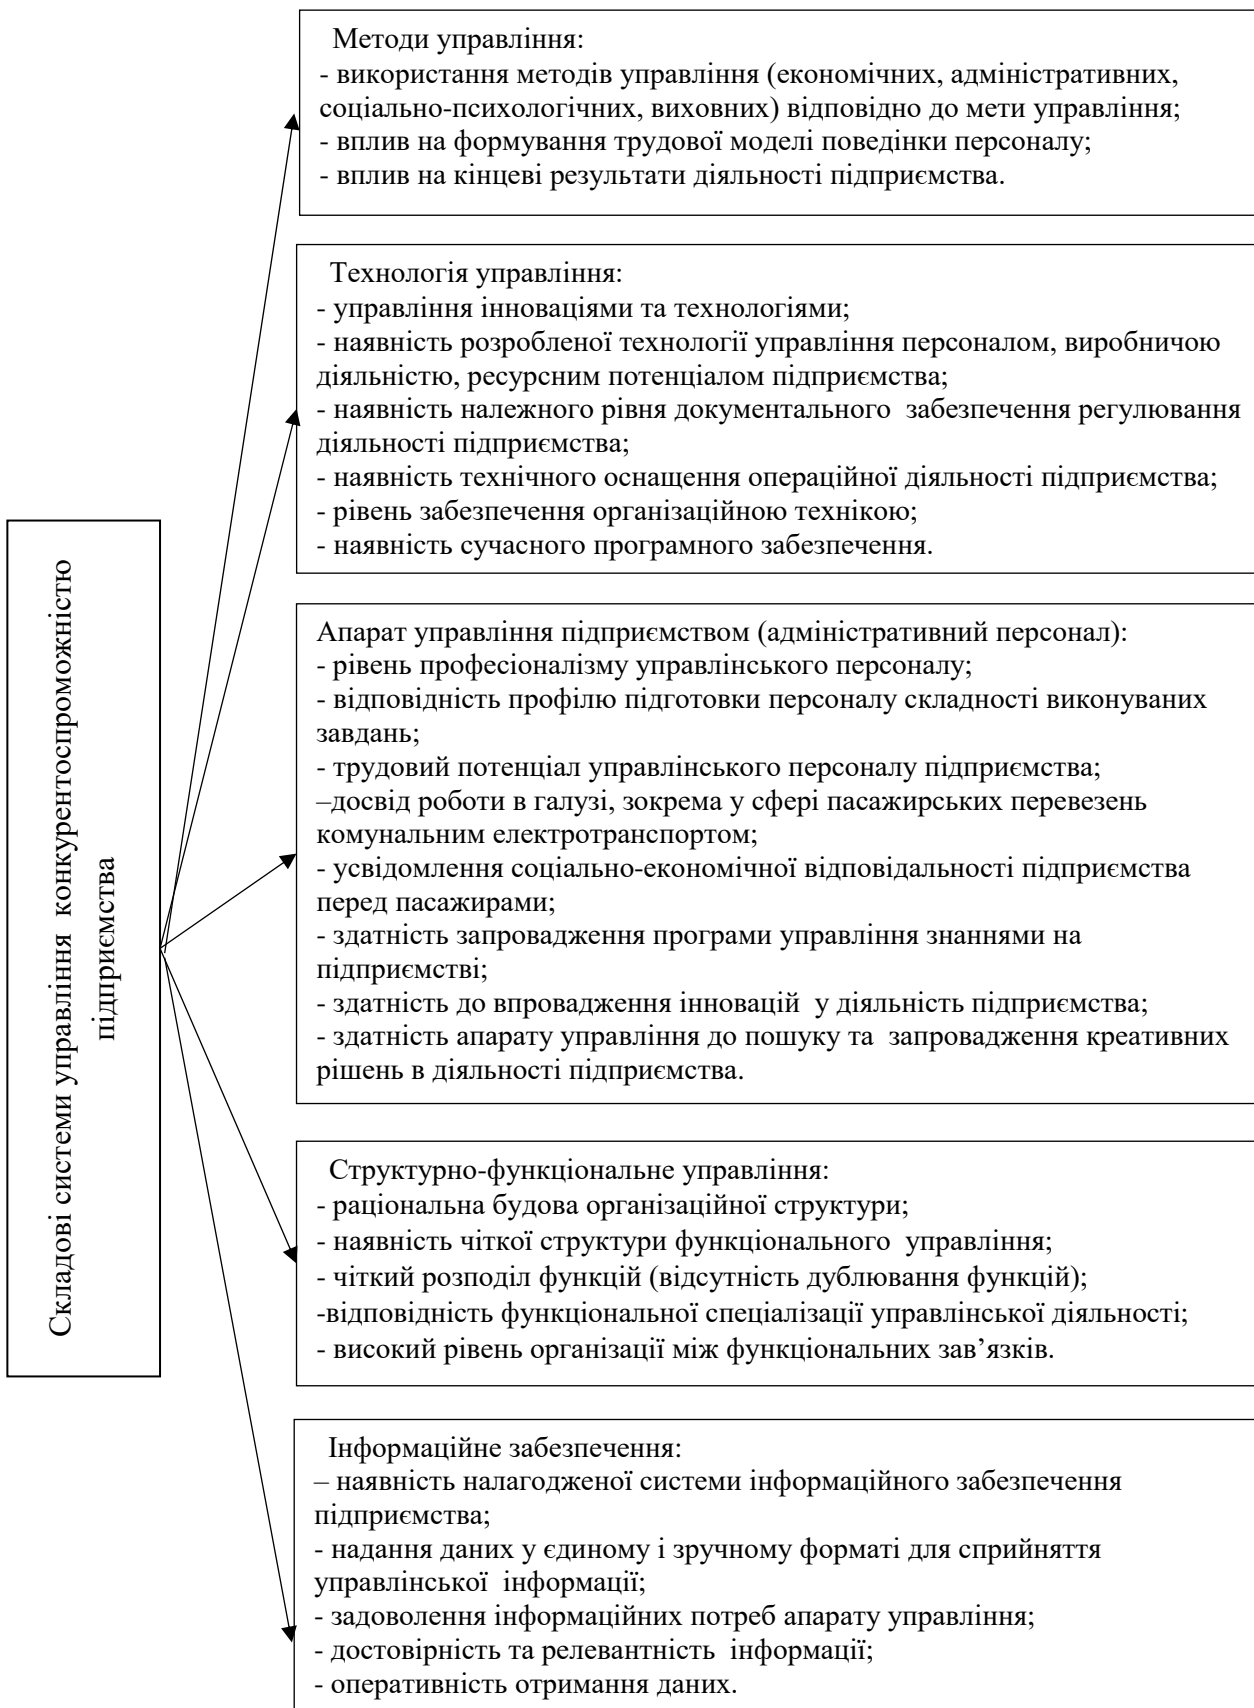 Складові системи управління конкурентоспроможністю
підприємства
Методи управління:
- використання методів управління (економічних, адміністративних,
соціально-психологічних, виховних) відповідно до мети управління;
- вплив на формування трудової моделі поведінки персоналу;
- вплив на кінцеві результати діяльності підприємства.
Технологія управління:
- управління інноваціями та технологіями;
- наявність розробленої технології управління персоналом, виробничою
діяльністю, ресурсним потенціалом підприємства;
- наявність належного рівня документального забезпечення регулювання
діяльності підприємства;
- наявність технічного оснащення операційної діяльності підприємства;
- рівень забезпечення організаційною технікою;
- наявність сучасного програмного забезпечення.
Апарат управління підприємством (адміністративний персонал):
- рівень професіоналізму управлінського персоналу;
- відповідність профілю підготовки персоналу складності виконуваних
завдань;
- трудовий потенціал управлінського персоналу підприємства;
–досвід роботи в галузі, зокрема у сфері пасажирських перевезень
комунальним електротранспортом;
- усвідомлення соціально-економічної відповідальності підприємства
перед пасажирами;
- здатність запровадження програми управління знаннями на
підприємстві;
- здатність до впровадження інновацій у діяльність підприємства;
- здатність апарату управління до пошуку та запровадження креативних
рішень в діяльності підприємства.
Структурно-функціональне управління:
- раціональна будова організаційної структури;
- наявність чіткої структури функціонального управління;
- чіткий розподіл функцій (відсутність дублювання функцій);
-відповідність функціональної спеціалізації управлінської діяльності;
- високий рівень організації між функціональних зав’язків.
Інформаційне забезпечення:
– наявність налагодженої системи інформаційного забезпечення
підприємства;
- надання даних у єдиному і зручному форматі для сприйняття
управлінської інформації;
- задоволення інформаційних потреб апарату управління;
- достовірність та релевантність інформації;
- оперативність отримання даних.